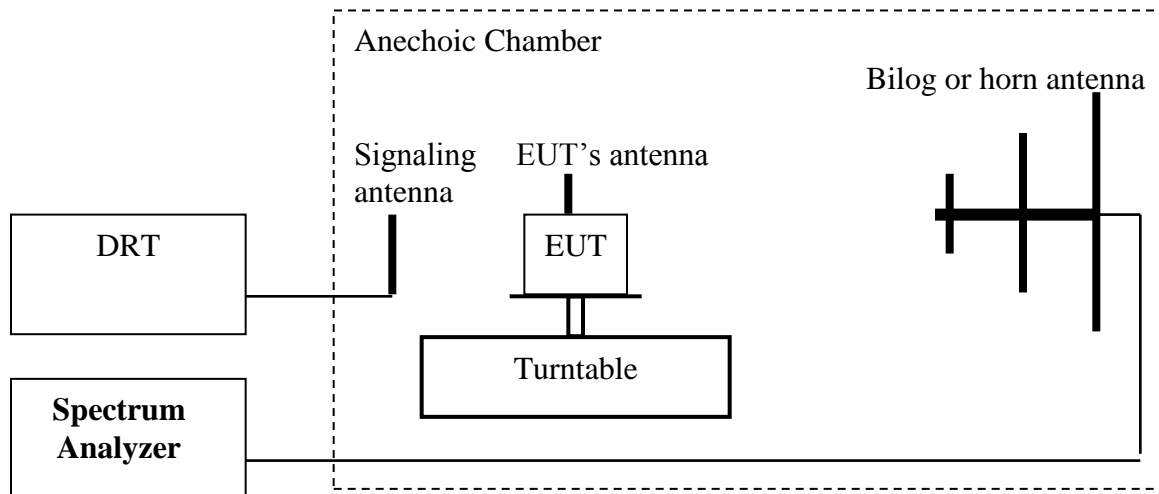 Anechoic Chamber
Bilog or horn antenna
Signaling
antenna
EUT’s antenna
DRT
EUT
Turntable
Spectrum
Analyzer